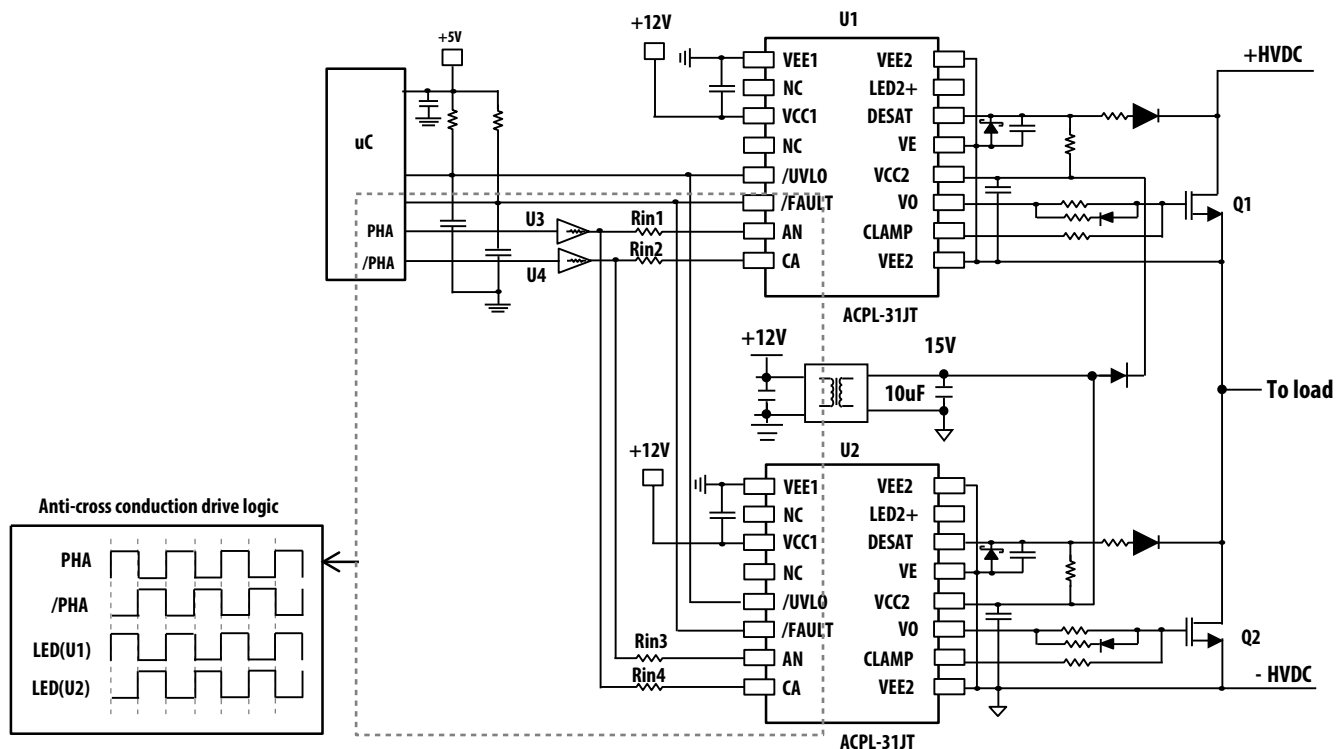 +12V
U1
+5V
+HVDC
uC
PHA
/PHA
U3
U4
Rin1
Rin2
VEE1
NC
VCC1
NC
/UVLO
/FAULT
AN
CA
VEE2
LED2+
DESAT
VE
VCC2
VO
CLAMP
VEE2
Q1
ACPL-31JT
+12V
15V
10uF
To load
+12V
U2
VEE1
NC
VCC1
NC
/UVLO
/FAULT
AN
CA
Rin3
Rin4
VEE2
LED2+
DESAT
VE
VCC2
VO
CLAMP
VEE2
Q2
- HVDC
ACPL-31JT
Anti-cross conduction drive logic
PHA
/PHA
LED(U1)
LED(U2)